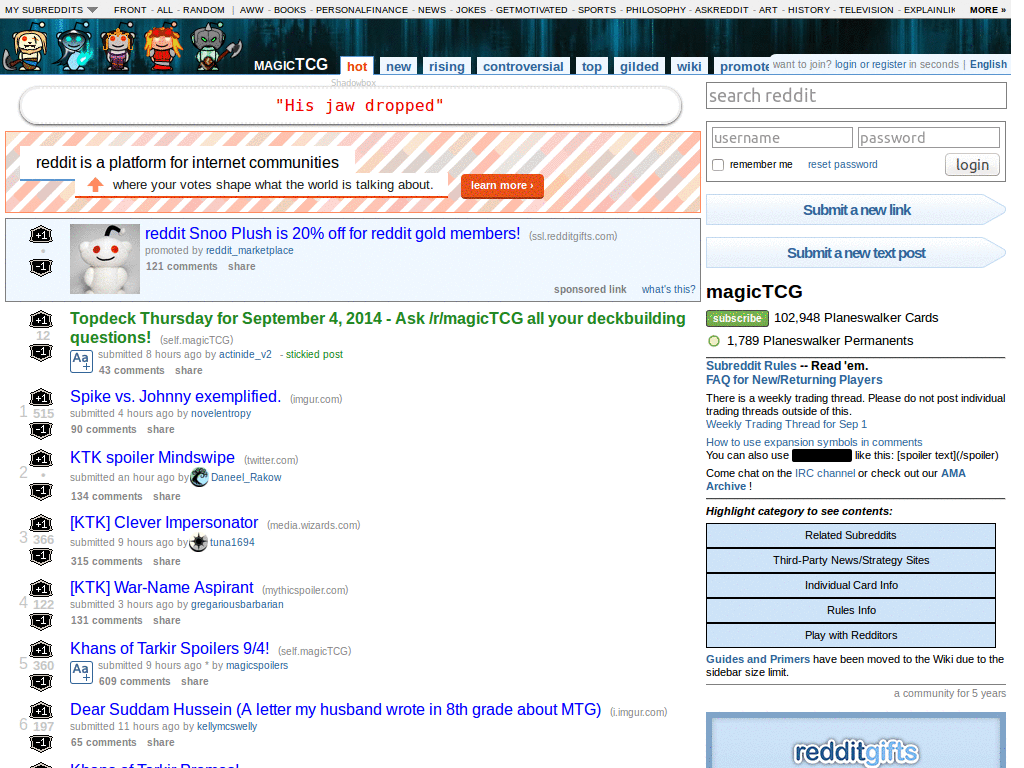 MY SUBREDDITS FRONT - ALL - RANDOM | AWW - BOOKS - PERSONALFINANCE - NEWS - JOKES - GETMOTIVATED - SPORTS - PHILOSOPHY - ASKREDDIT - ART - HISTORY - TELEVISION - EXPLAINLIK MORE »
MAGICTCG hot new rising controversial top gilded wiki promote
want to join? login or register in seconds | English
Shadowbox
"His jaw dropped"
reddit is a platform for internet communities
where your votes shape what the world is talking about.
learn more ›
+1
-1
reddit Snoo Plush is 20% off for reddit gold members! (ssl.redditgifts.com)
promoted by reddit_marketplace
121 comments share
sponsored link what's this?
+1
12
-1
Topdeck Thursday for September 4, 2014 - Ask /r/magicTCG all your deckbuilding
questions! (self.magicTCG)
Aa+
submitted 8 hours ago by actinide_v2 - stickied post
43 comments share
1
+1
515
-1
Spike vs. Johnny exemplified. (imgur.com)
submitted 4 hours ago by novelentropy
90 comments share
2
+1
•
-1
KTK spoiler Mindswipe (twitter.com)
submitted an hour ago by Daneel_Rakow
134 comments share
3
+1
366
-1
[KTK] Clever Impersonator (media.wizards.com)
submitted 9 hours ago by tuna1694
315 comments share
4
+1
122
-1
[KTK] War-Name Aspirant (mythicspoiler.com)
submitted 3 hours ago by gregariousbarbarian
131 comments share
5
+1
360
-1
Khans of Tarkir Spoilers 9/4! (self.magicTCG)
Aa+
submitted 9 hours ago * by magicspoilers
609 comments share
6
+1
197
-1
Dear Suddam Hussein (A letter my husband wrote in 8th grade about MTG) (i.imgur.com)
submitted 11 hours ago by kellymcswelly
65 comments share
Khans of Tarkir Promos!
search reddit
username password
remember me reset password login
Submit a new link
Submit a new text post
magicTCG
subscribe 102,948 Planeswalker Cards
1,789 Planeswalker Permanents
Subreddit Rules -- Read 'em.
FAQ for New/Returning Players
There is a weekly trading thread. Please do not post individual
trading threads outside of this.
Weekly Trading Thread for Sep 1
How to use expansion symbols in comments
You can also use like this: [spoiler text](/spoiler)
Come chat on the IRC channel or check out our AMA
Archive !
Highlight category to see contents:
Related Subreddits
Third-Party News/Strategy Sites
Individual Card Info
Rules Info
Play with Redditors
Guides and Primers have been moved to the Wiki due to the
sidebar size limit.
a community for 5 years
redditgifts